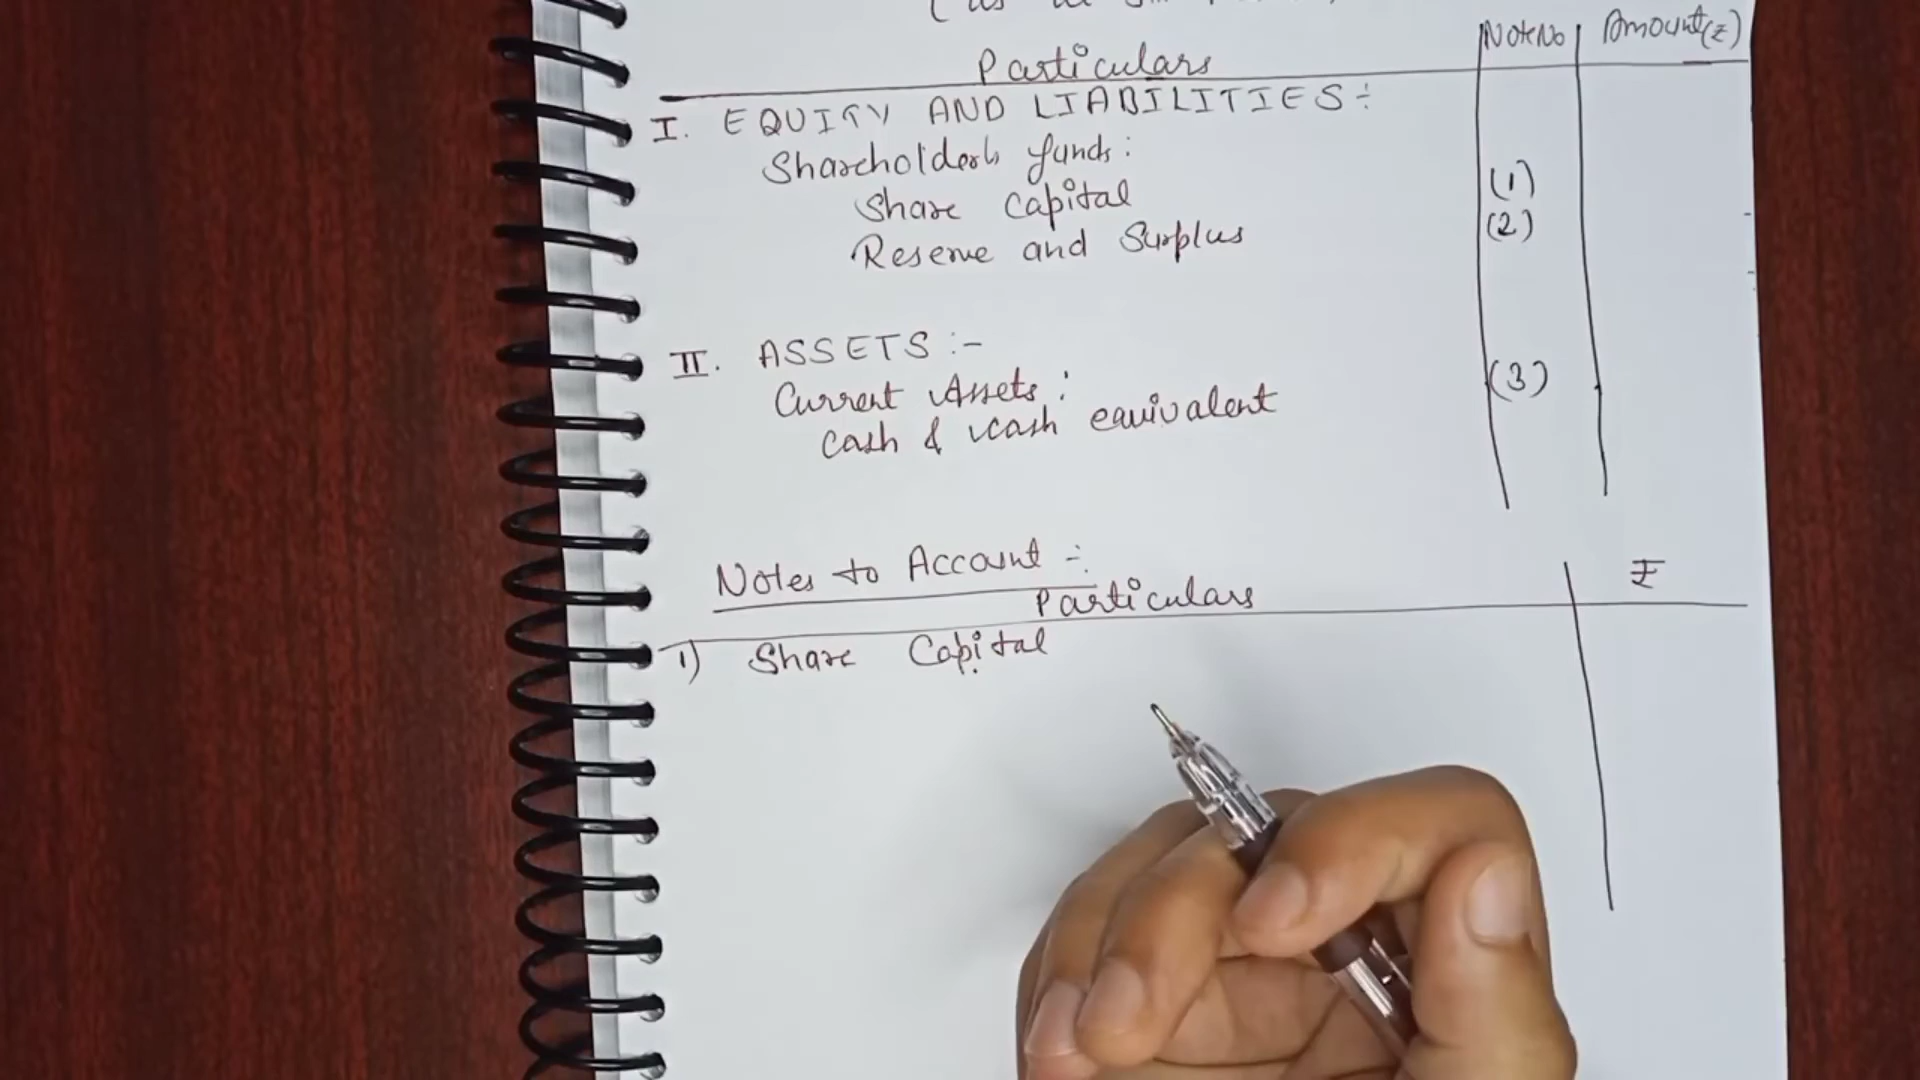 Particulars Note No Amount (₹)
I. EQUITY AND LIABILITIES :-
Shareholder's funds :
Share Capital (1)
Reserve and Surplus (2)
II. ASSETS :-
Current Assets : (3)
Cash & cash equivalent
Notes to Account :-
Particulars ₹
1) Share Capital